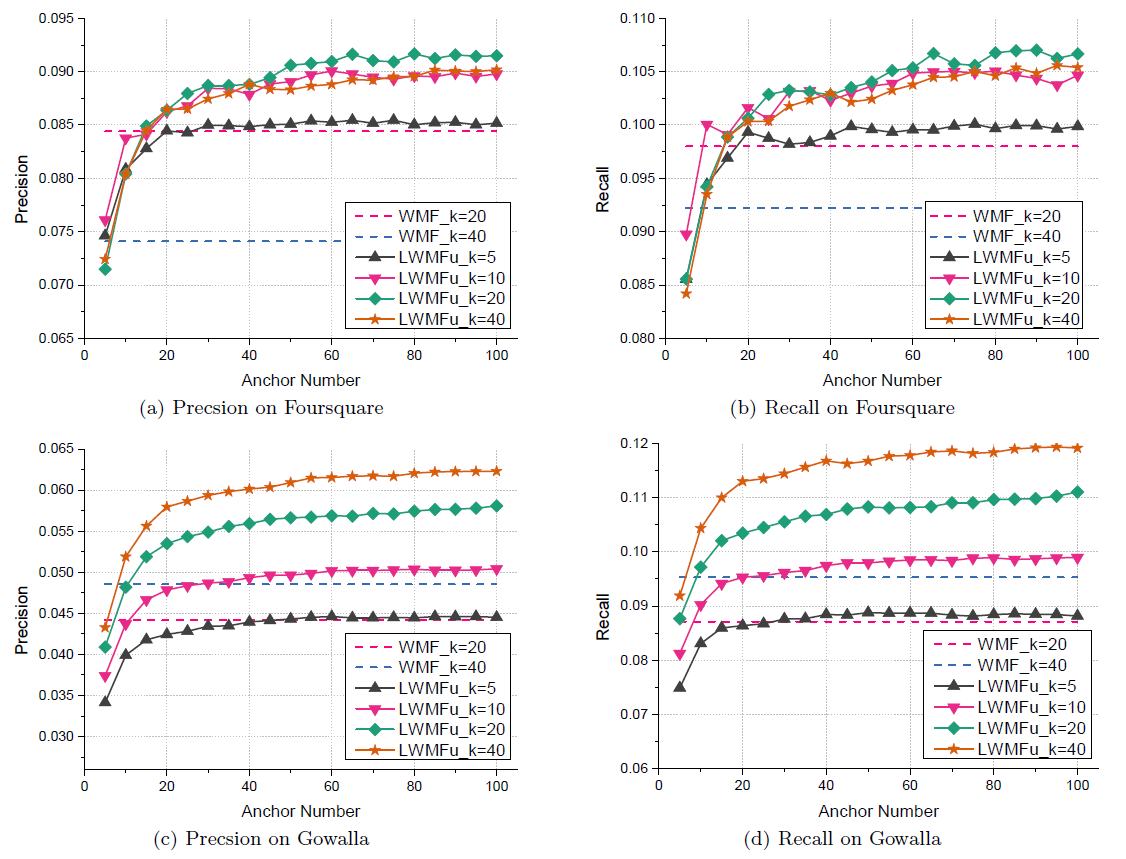 0.095
0.090
0.085
0.080
0.075
0.070
0.065
Precision
0
20
40
60
80
100
Anchor Number
WMF_k=20
WMF_k=40
LWMFu_k=5
LWMFu_k=10
LWMFu_k=20
LWMFu_k=40
(a) Precsion on Foursquare
0.110
0.105
0.100
0.095
0.090
0.085
0.080
Recall
0
20
40
60
80
100
Anchor Number
WMF_k=20
WMF_k=40
LWMFu_k=5
LWMFu_k=10
LWMFu_k=20
LWMFu_k=40
(b) Recall on Foursquare
0.065
0.060
0.055
0.050
0.045
0.040
0.035
0.030
Precision
0
20
40
60
80
100
Anchor Number
WMF_k=20
WMF_k=40
LWMFu_k=5
LWMFu_k=10
LWMFu_k=20
LWMFu_k=40
(c) Precsion on Gowalla
0.12
0.11
0.10
0.09
0.08
0.07
0.06
Recall
0
20
40
60
80
100
Anchor Number
WMF_k=20
WMF_k=40
LWMFu_k=5
LWMFu_k=10
LWMFu_k=20
LWMFu_k=40
(d) Recall on Gowalla